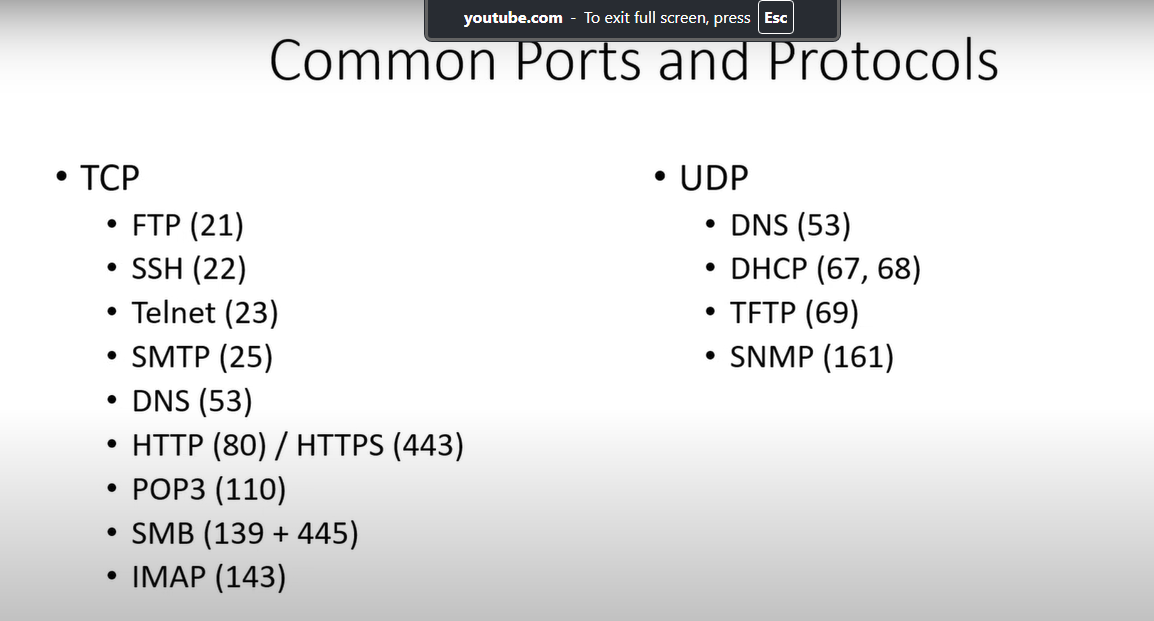 youtube.com - To exit full screen, press Esc
Common Ports and Protocols
• TCP
• FTP (21)
• SSH (22)
• Telnet (23)
• SMTP (25)
• DNS (53)
• HTTP (80) / HTTPS (443)
• POP3 (110)
• SMB (139 + 445)
• IMAP (143)
• UDP
• DNS (53)
• DHCP (67, 68)
• TFTP (69)
• SNMP (161)